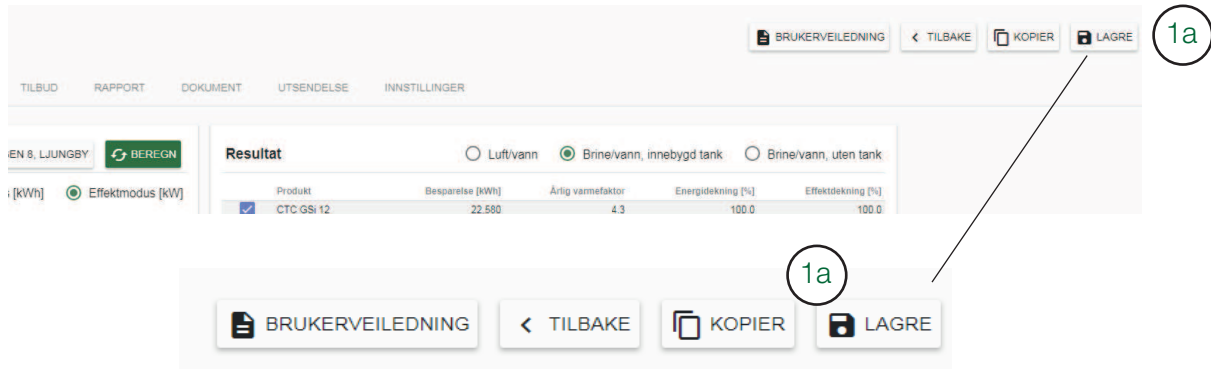 BRUKERVEILEDNING TILBAKE KOPIER LAGRE 1a
TILBUD RAPPORT DOKUMENT UTSENDELSE INNSTILLINGER
EN 8, LJUNGBY BEREGN Resultat Luft/vann Brine/vann, innebygd tank Brine/vann, uten tank
[kWh] Effektmodus [kW]
Produkt Besparelse [kWh] Årlig varmefaktor Energidekning [%] Effektdekning [%]
CTC GSi 12 22 580 4.3 100.0 100.0
1a
BRUKERVEILEDNING TILBAKE KOPIER LAGRE